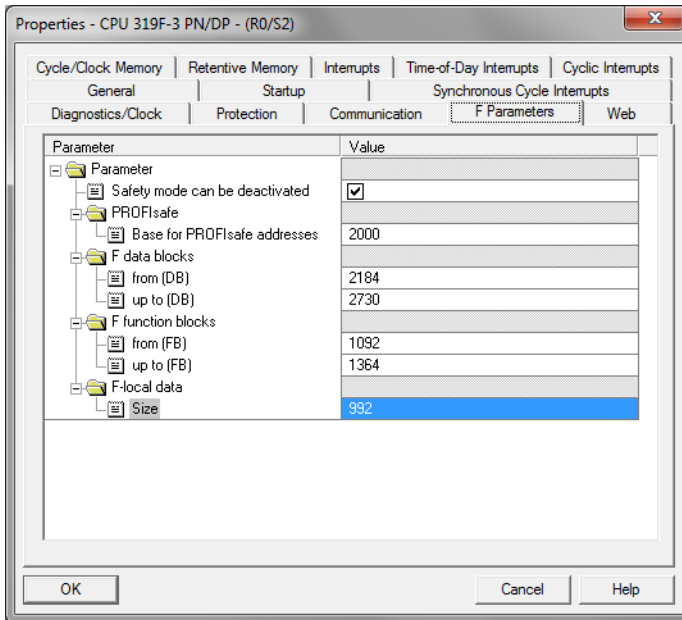 Properties - CPU 319F-3 PN/DP - (R0/S2)
Cycle/Clock Memory Retentive Memory Interrupts Time-of-Day Interrupts Cyclic Interrupts
General Startup Synchronous Cycle Interrupts
Diagnostics/Clock Protection Communication F Parameters Web
Parameter Value
Parameter
Safety mode can be deactivated
PROFIsafe
Base for PROFIsafe addresses 2000
F data blocks
from (DB) 2184
up to (DB) 2730
F function blocks
from (FB) 1092
up to (FB) 1364
F-local data
Size 992
OK Cancel Help